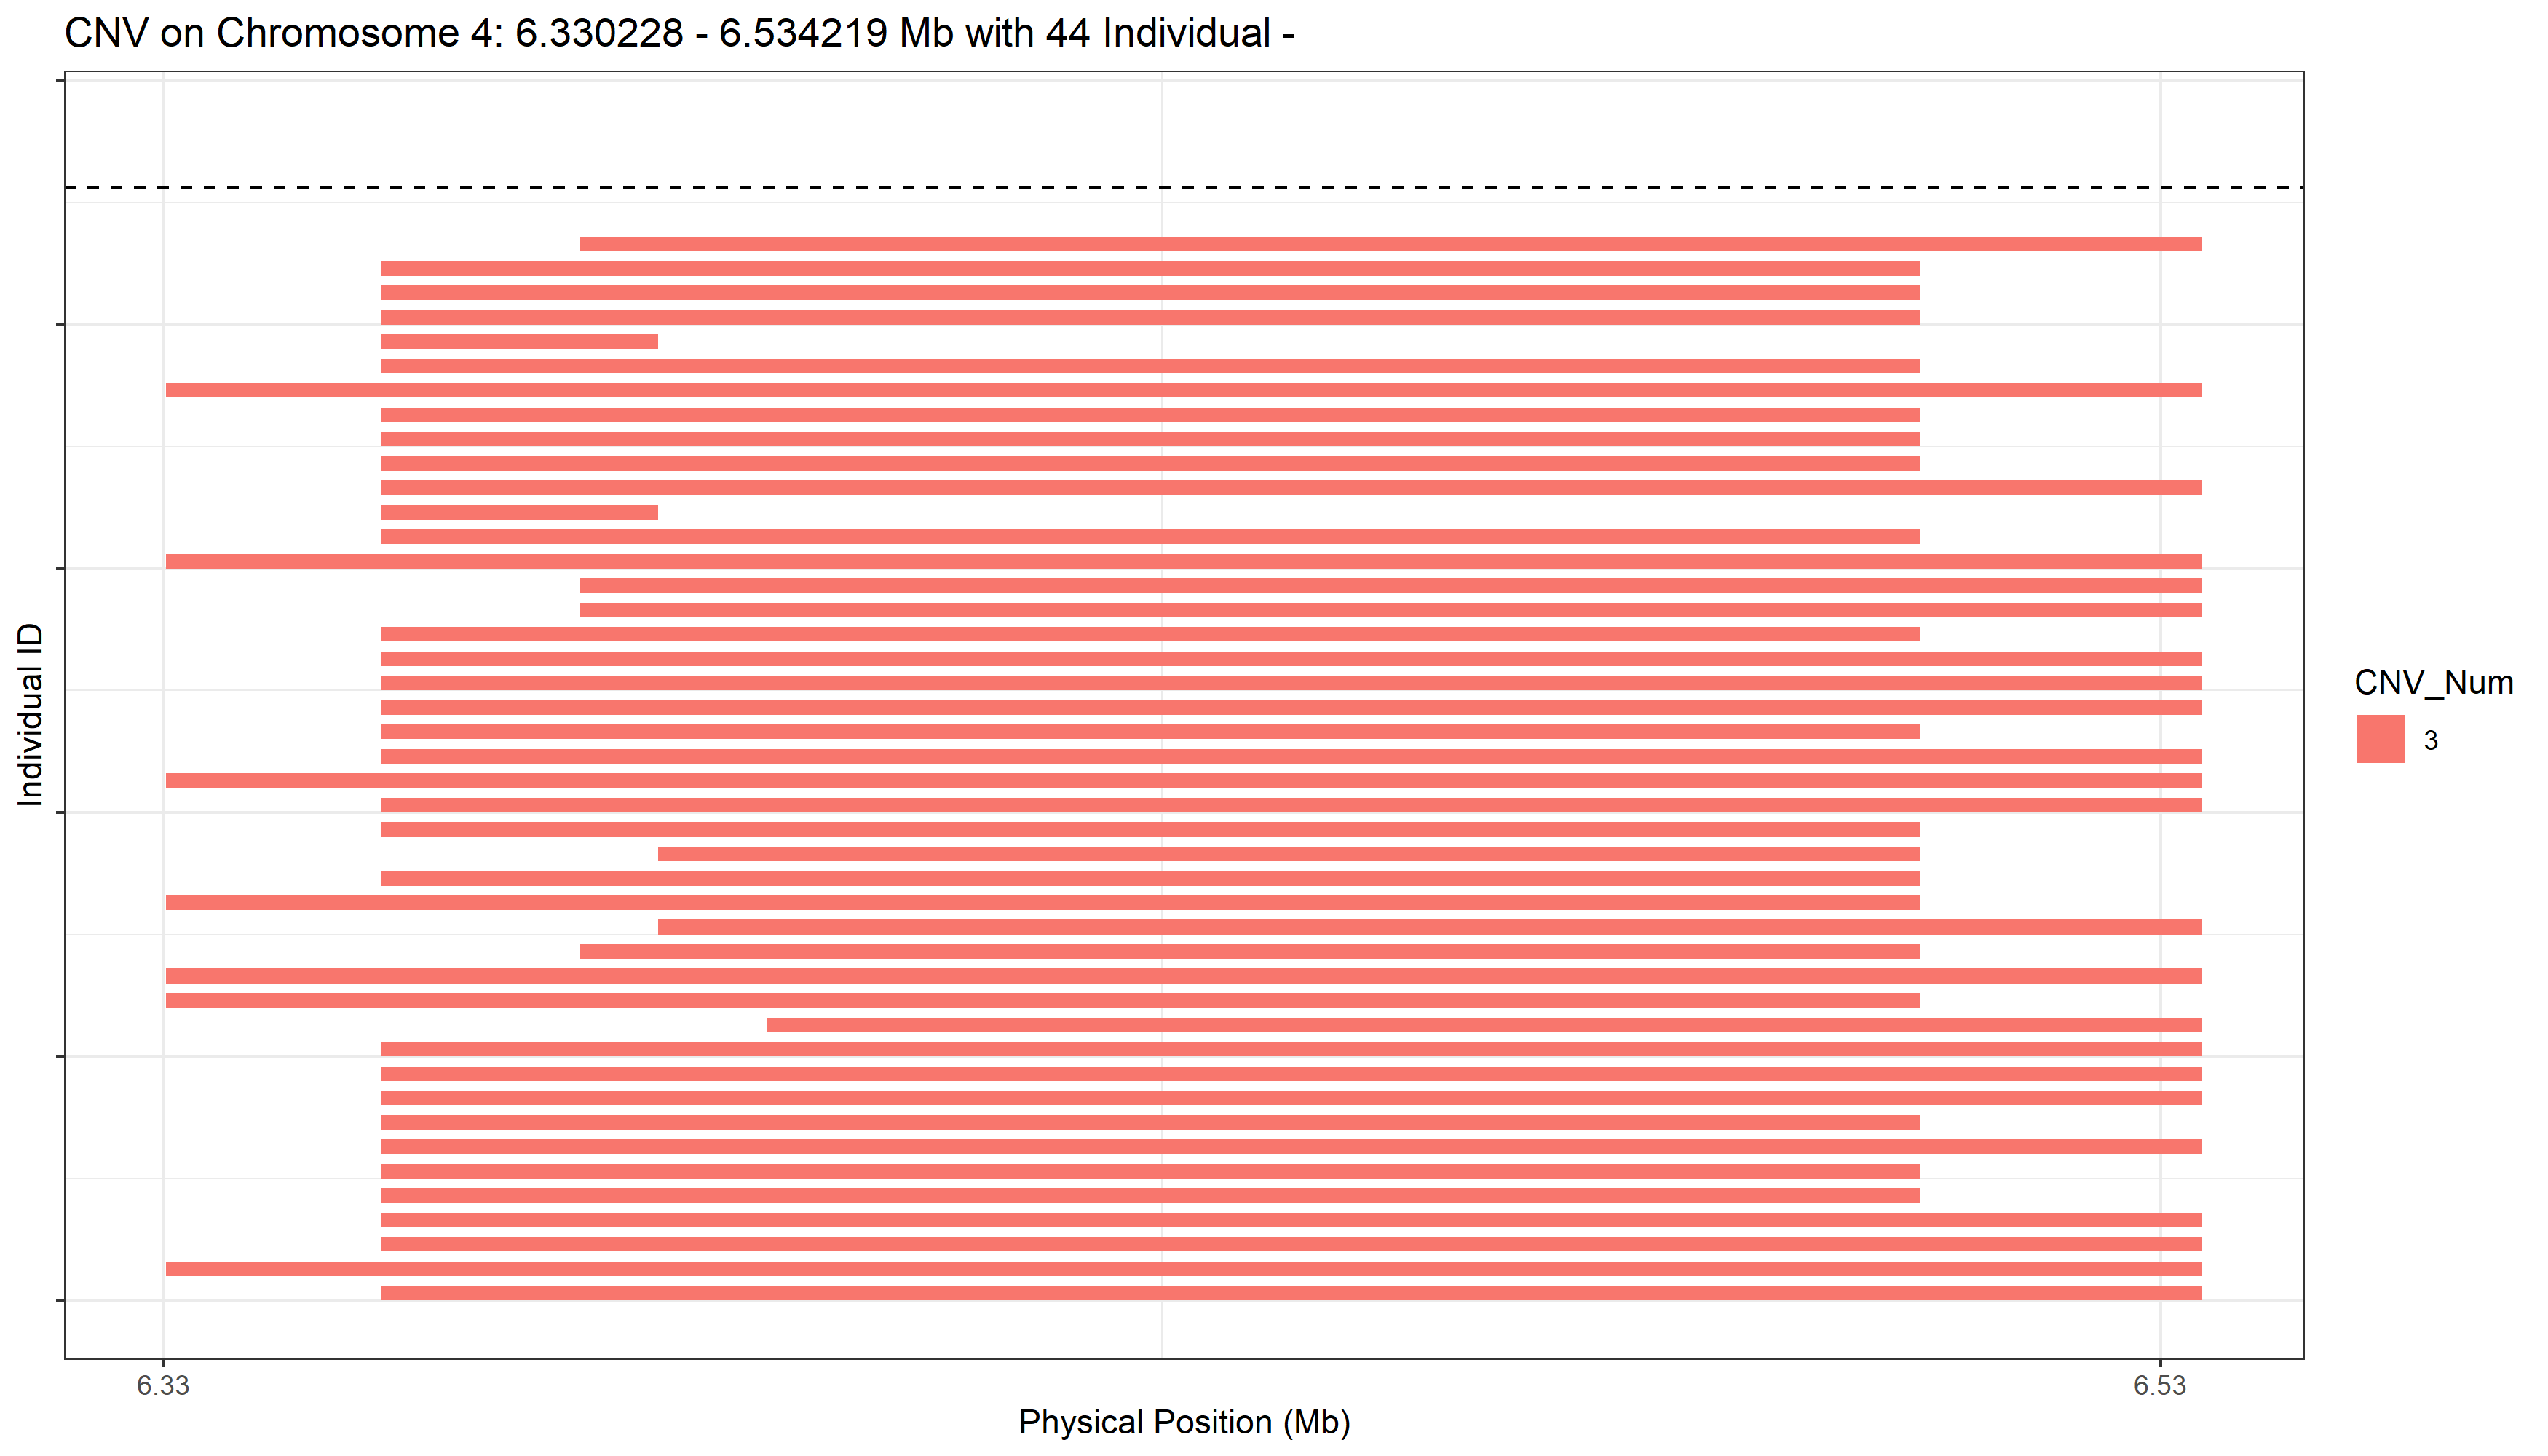 CNV on Chromosome 4: 6.330228 - 6.534219 Mb with 44 Individual -
Individual ID
CNV_Num
3
6.33
6.53
Physical Position (Mb)